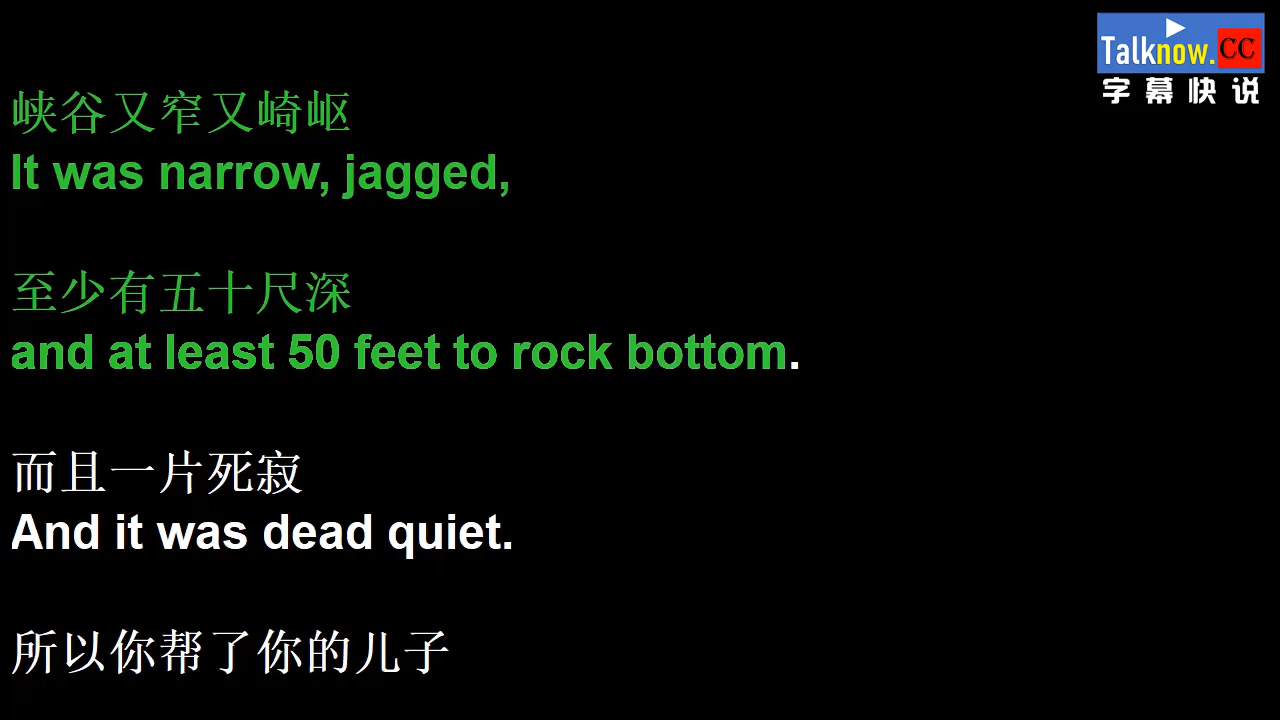 Talknow.CC
字幕快说
峡谷又窄又崎岖
It was narrow, jagged,
至少有五十尺深
and at least 50 feet to rock bottom.
而且一片死寂
And it was dead quiet.
所以你帮了你的儿子